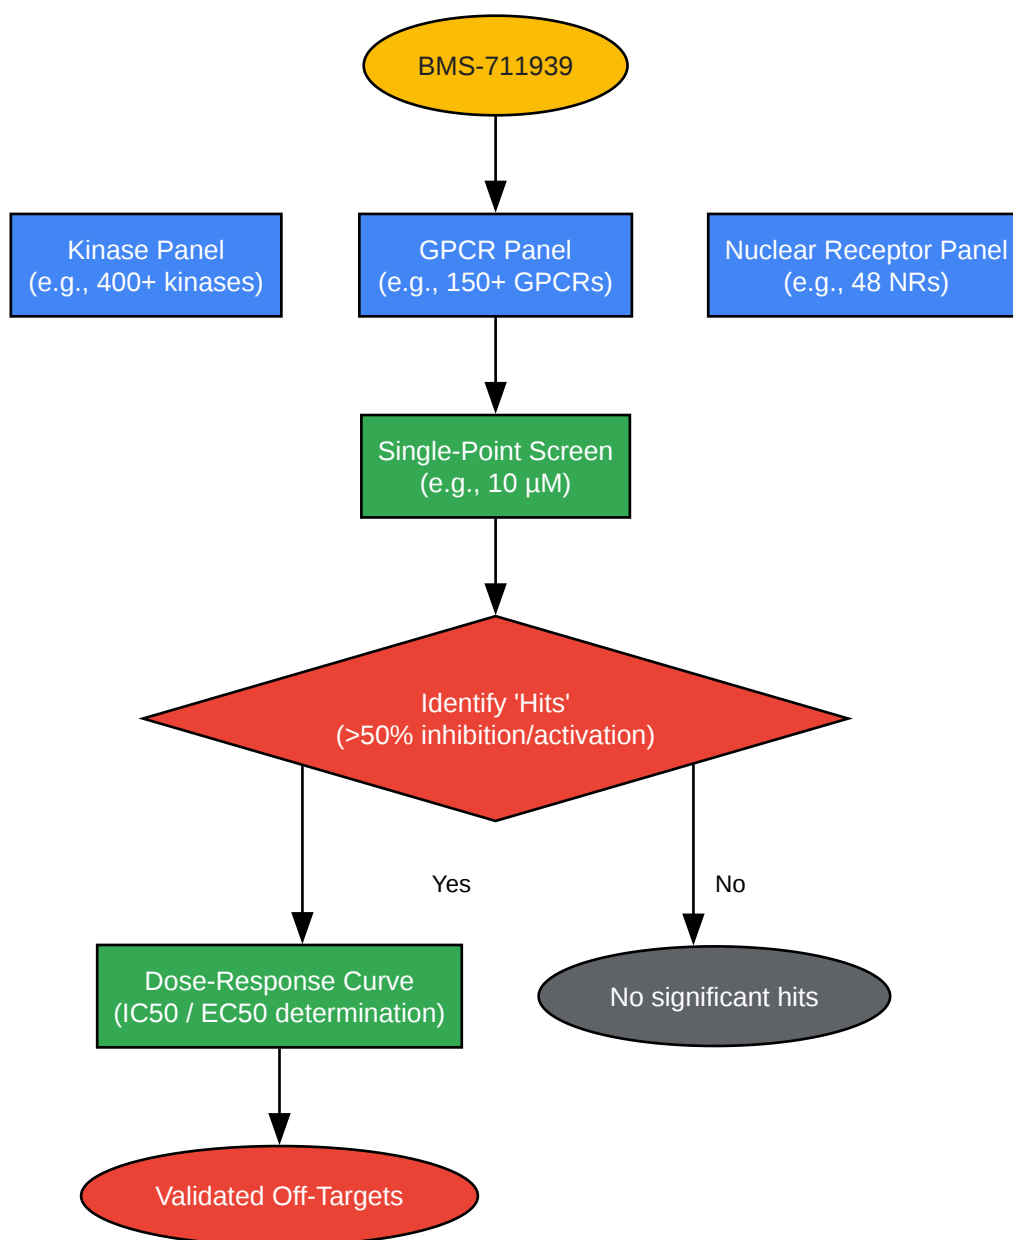 BMS-711939
Kinase Panel
(e.g., 400+ kinases)
GPCR Panel
(e.g., 150+ GPCRs)
Nuclear Receptor Panel
(e.g., 48 NRs)
Single-Point Screen
(e.g., 10 µM)
Identify 'Hits'
(>50% inhibition/activation)
Yes
No
Dose-Response Curve
(IC50 / EC50 determination)
No significant hits
Validated Off-Targets